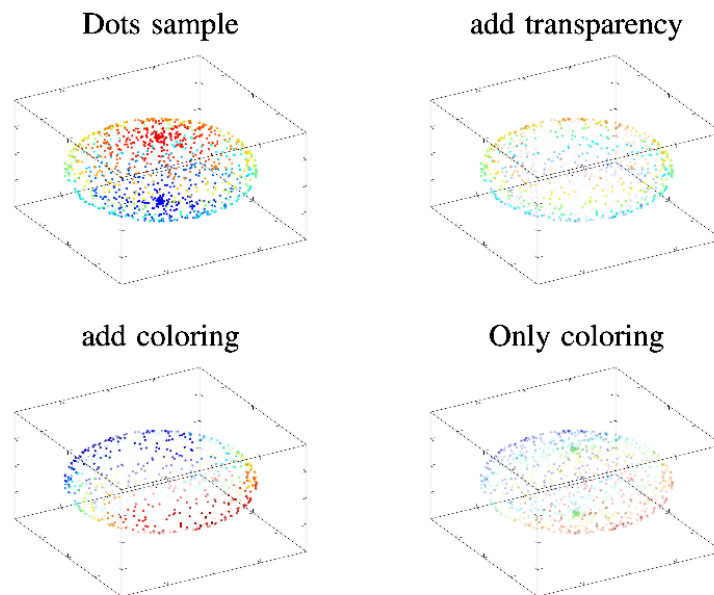 Dots sample
add transparency
add coloring
Only coloring